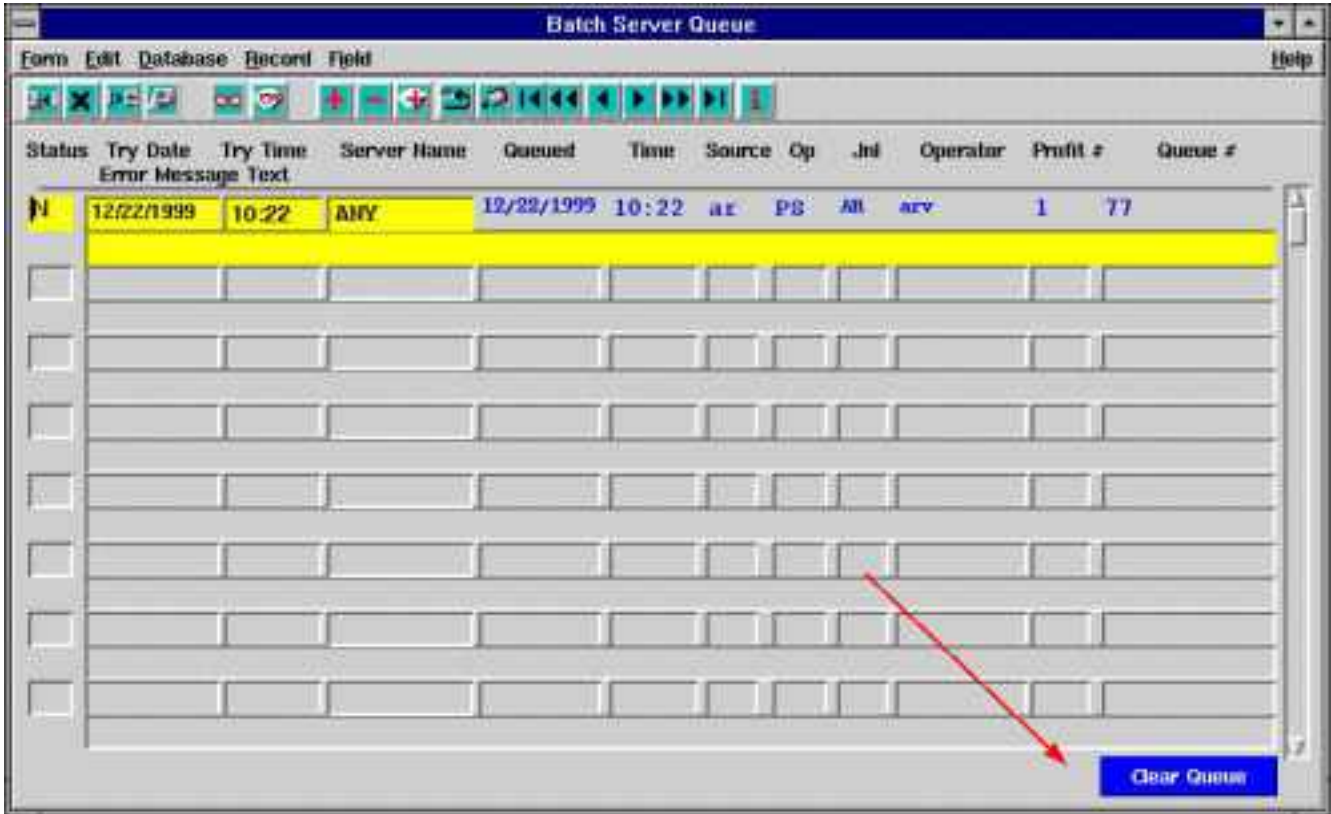 Batch Server Queue
Form Edit Database Record Field Help
Status Try Date Try Time Server Name Queued Time Source Op Jnl Operator Profit # Queue #
Error Message Text
N 12/22/1999 10:22 ANY 12/22/1999 10:22 ar PS AR arv 1 77
Clear Queue